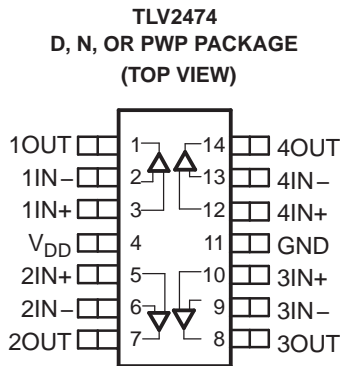 TLV2474
D, N, OR PWP PACKAGE
(TOP VIEW)
1OUT 1 14 4OUT
1IN− 2 13 4IN−
1IN+ 3 12 4IN+
VDD 4 11 GND
2IN+ 5 10 3IN+
2IN− 6 9 3IN−
2OUT 7 8 3OUT